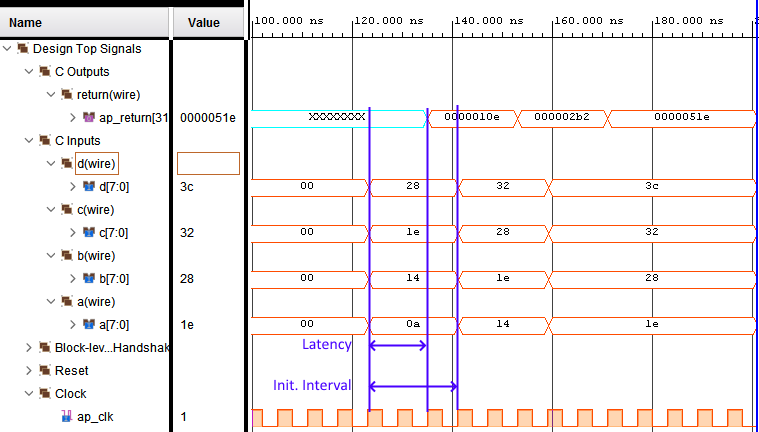 Name Value 100.000 ns 120.000 ns 140.000 ns 160.000 ns 180.000 ns
Design Top Signals
C Outputs
return(wire)
ap_return[31 0000051e XXXXXXXX 0000010e 000002b2 0000051e
C Inputs
d(wire)
d[7:0] 3c 00 28 32 3c
c(wire)
c[7:0] 32 00 1e 28 32
b(wire)
b[7:0] 28 00 14 1e 28
a(wire)
a[7:0] 1e 00 0a 14 1e
Latency
Block-lev...Handshak
Reset
Init. Interval
Clock
ap_clk 1